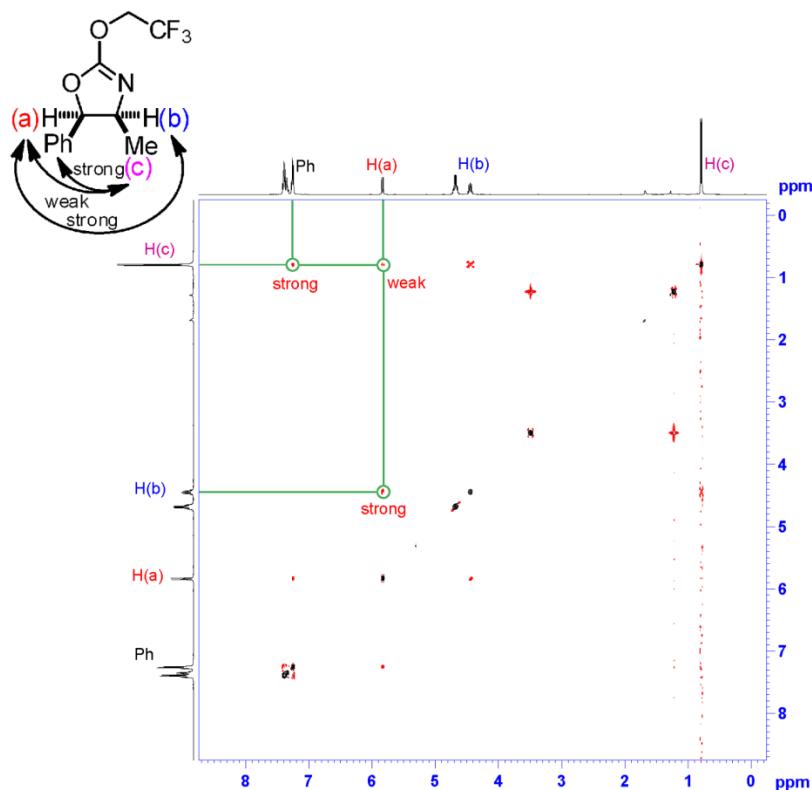 O
CF3
O
N
(a) H
H (b)
Ph
Me
strong (c)
weak
strong
Ph
H(a)
H(b)
H(c)
ppm
H(c)
strong
weak
H(b)
strong
H(a)
Ph
0
1
2
3
4
5
6
7
8
8 7 6 5 4 3 2 1 0 ppm